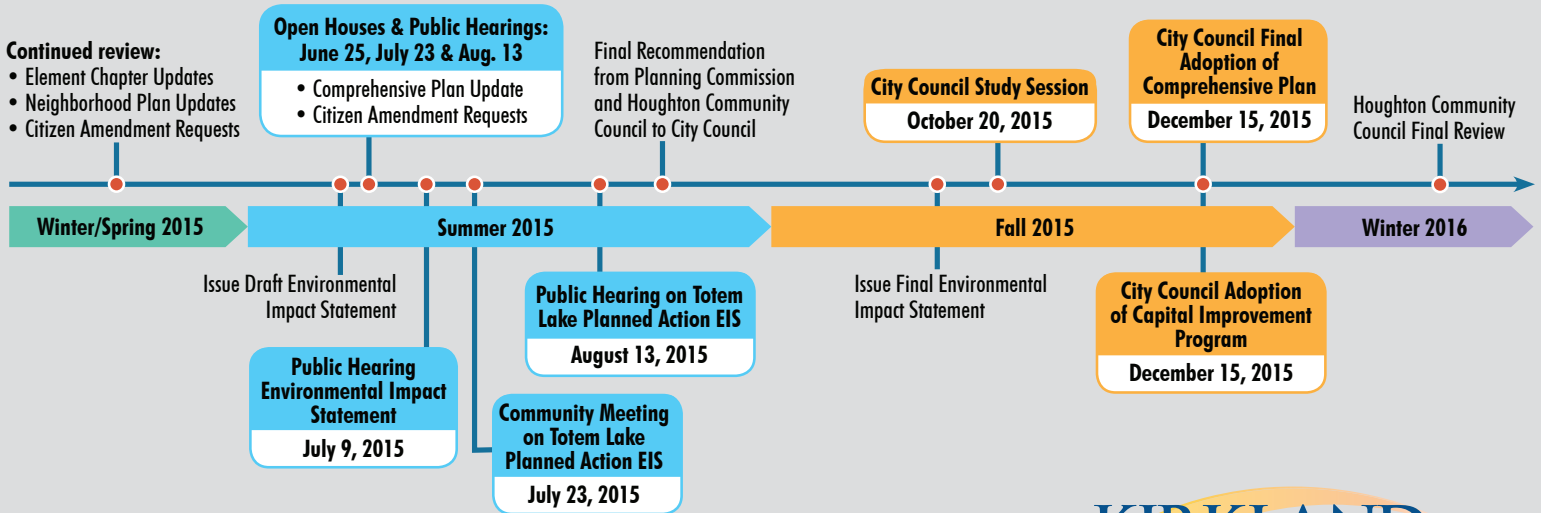 Continued review:
• Element Chapter Updates
• Neighborhood Plan Updates
• Citizen Amendment Requests
Open Houses & Public Hearings:
June 25, July 23 & Aug. 13
• Comprehensive Plan Update
• Citizen Amendment Requests
Final Recommendation
from Planning Commission
and Houghton Community
Council to City Council
City Council Study Session
October 20, 2015
City Council Final
Adoption of
Comprehensive Plan
December 15, 2015
Houghton Community
Council Final Review
Winter/Spring 2015
Summer 2015
Fall 2015
Winter 2016
Issue Draft Environmental
Impact Statement
Public Hearing
Environmental Impact
Statement
July 9, 2015
Community Meeting
on Totem Lake
Planned Action EIS
July 23, 2015
Public Hearing on Totem
Lake Planned Action EIS
August 13, 2015
Issue Final Environmental
Impact Statement
City Council Adoption
of Capital Improvement
Program
December 15, 2015
KIRKLAND